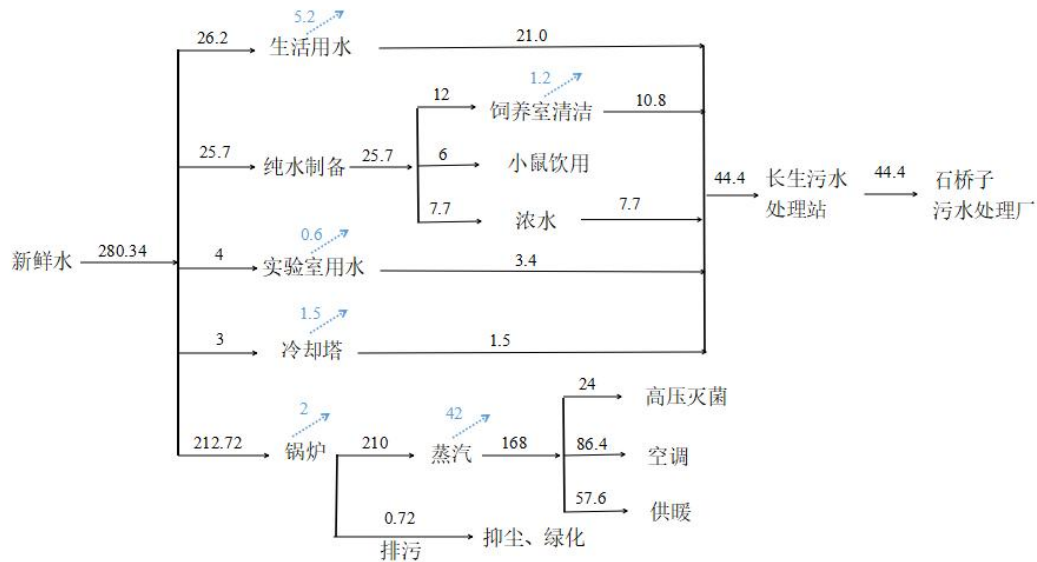 5.2
26.2
生活用水
21.0
1.2
12
饲养室清洁
10.8
25.7
纯水制备
25.7
6
小鼠饮用
44.4
长生污水
处理站
44.4
石桥子
污水处理厂
7.7
浓水
7.7
新鲜水
280.34
0.6
4
实验室用水
3.4
1.5
3
冷却塔
1.5
24
高压灭菌
2
42
212.72
锅炉
210
蒸汽
168
86.4
空调
57.6
供暖
0.72
排污
抑尘、绿化